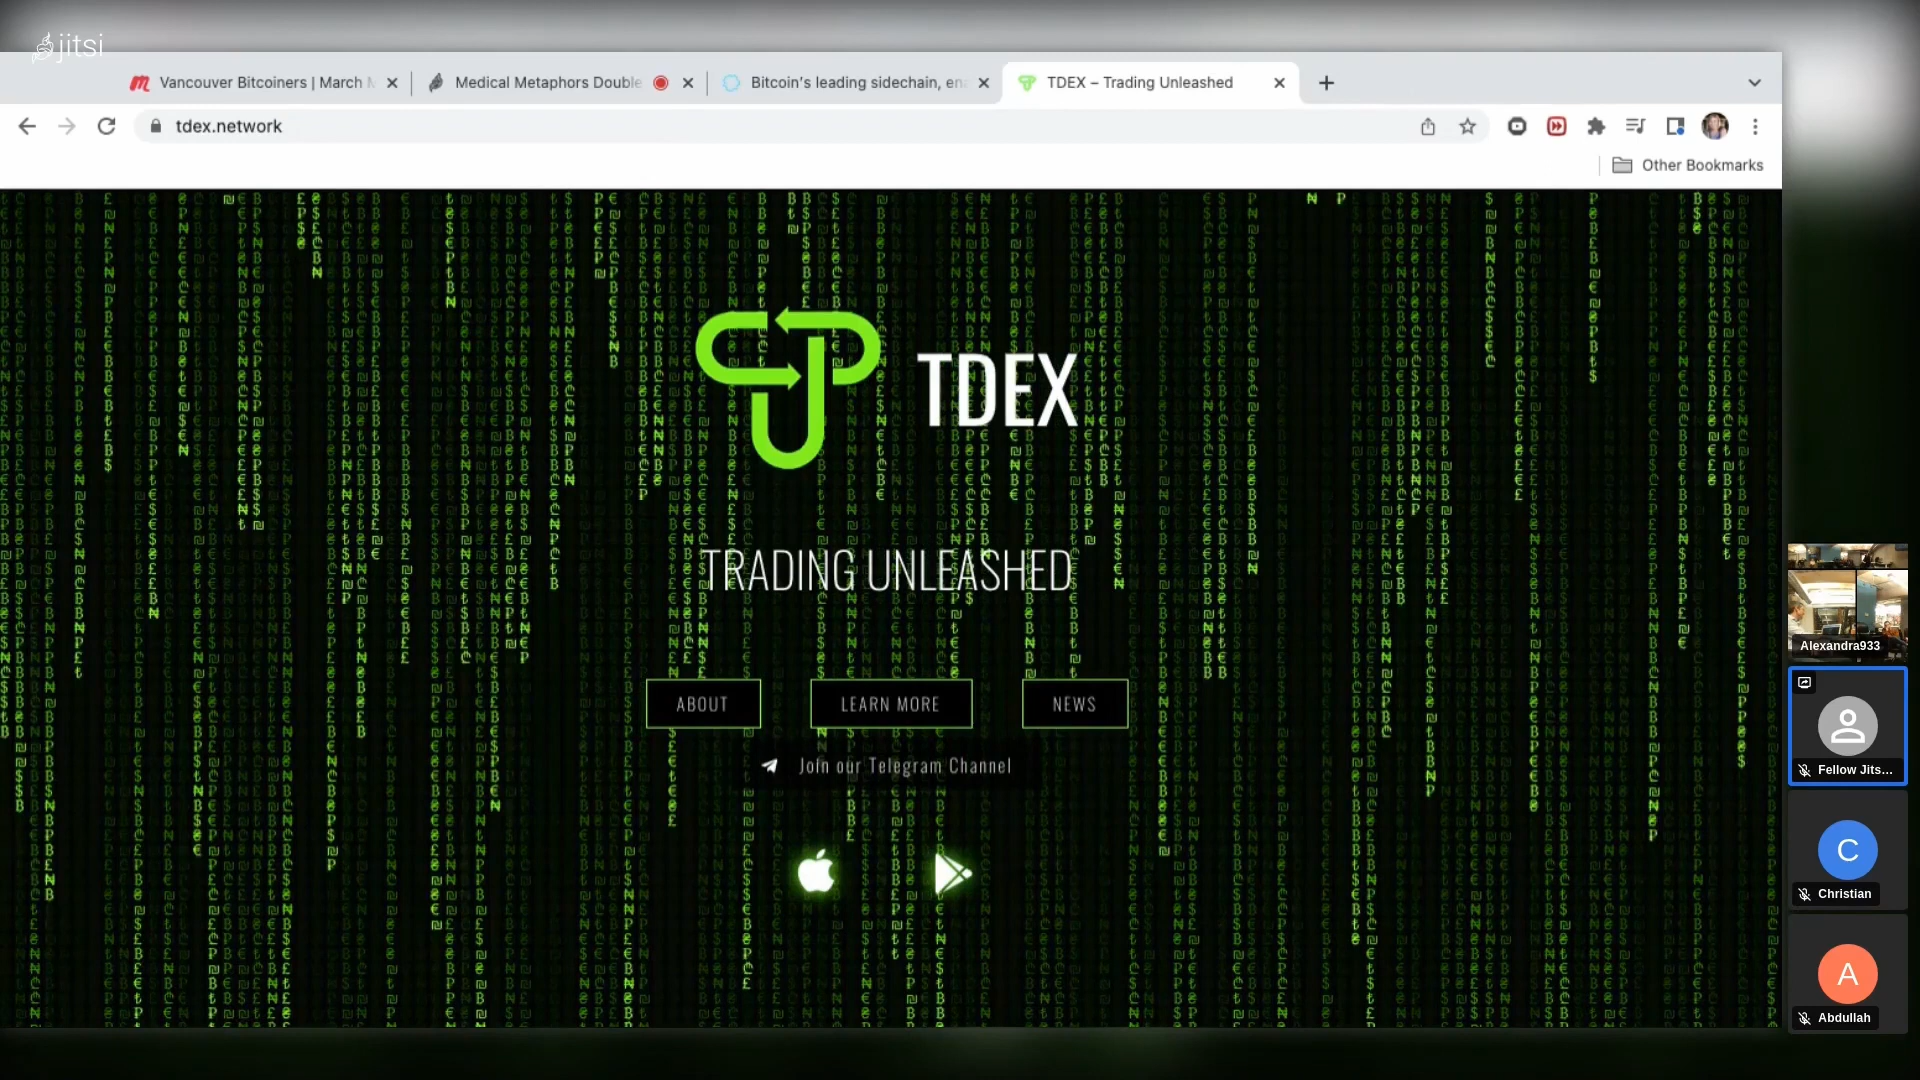 jitsi
Vancouver Bitcoiners | March
Medical Metaphors Double
Bitcoin's leading sidechain, en
TDEX – Trading Unleashed
tdex.network
Other Bookmarks
TDEX
TRADING UNLEASHED
ABOUT
LEARN MORE
NEWS
Join our Telegram Channel
Alexandra933
Fellow Jits...
C
Christian
A
Abdullah